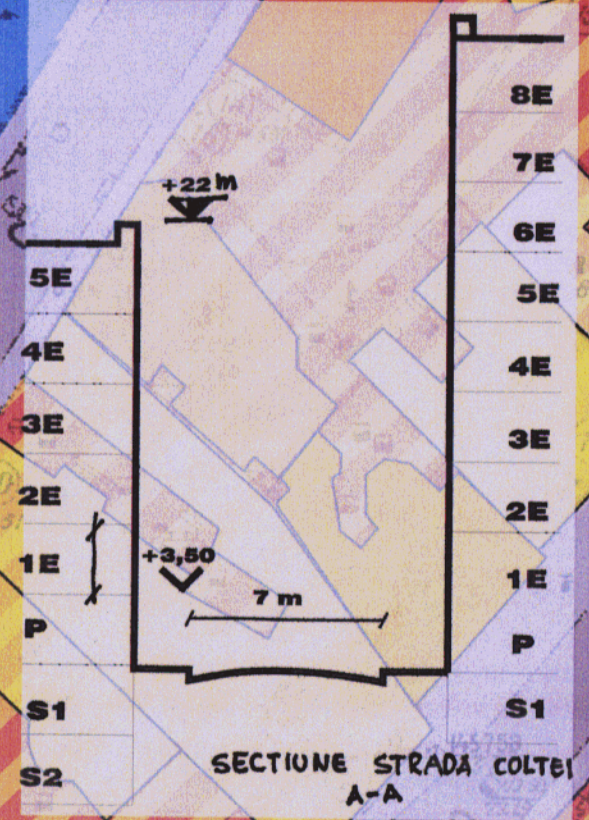 8E
7E
+22 m
6E
5E
5E
4E
4E
3E
3E
2E
2E
+3,50
1E
1E
7 m
P
P
S1
S1
SECTIUNE STRADA COLTEI
S2
A-A